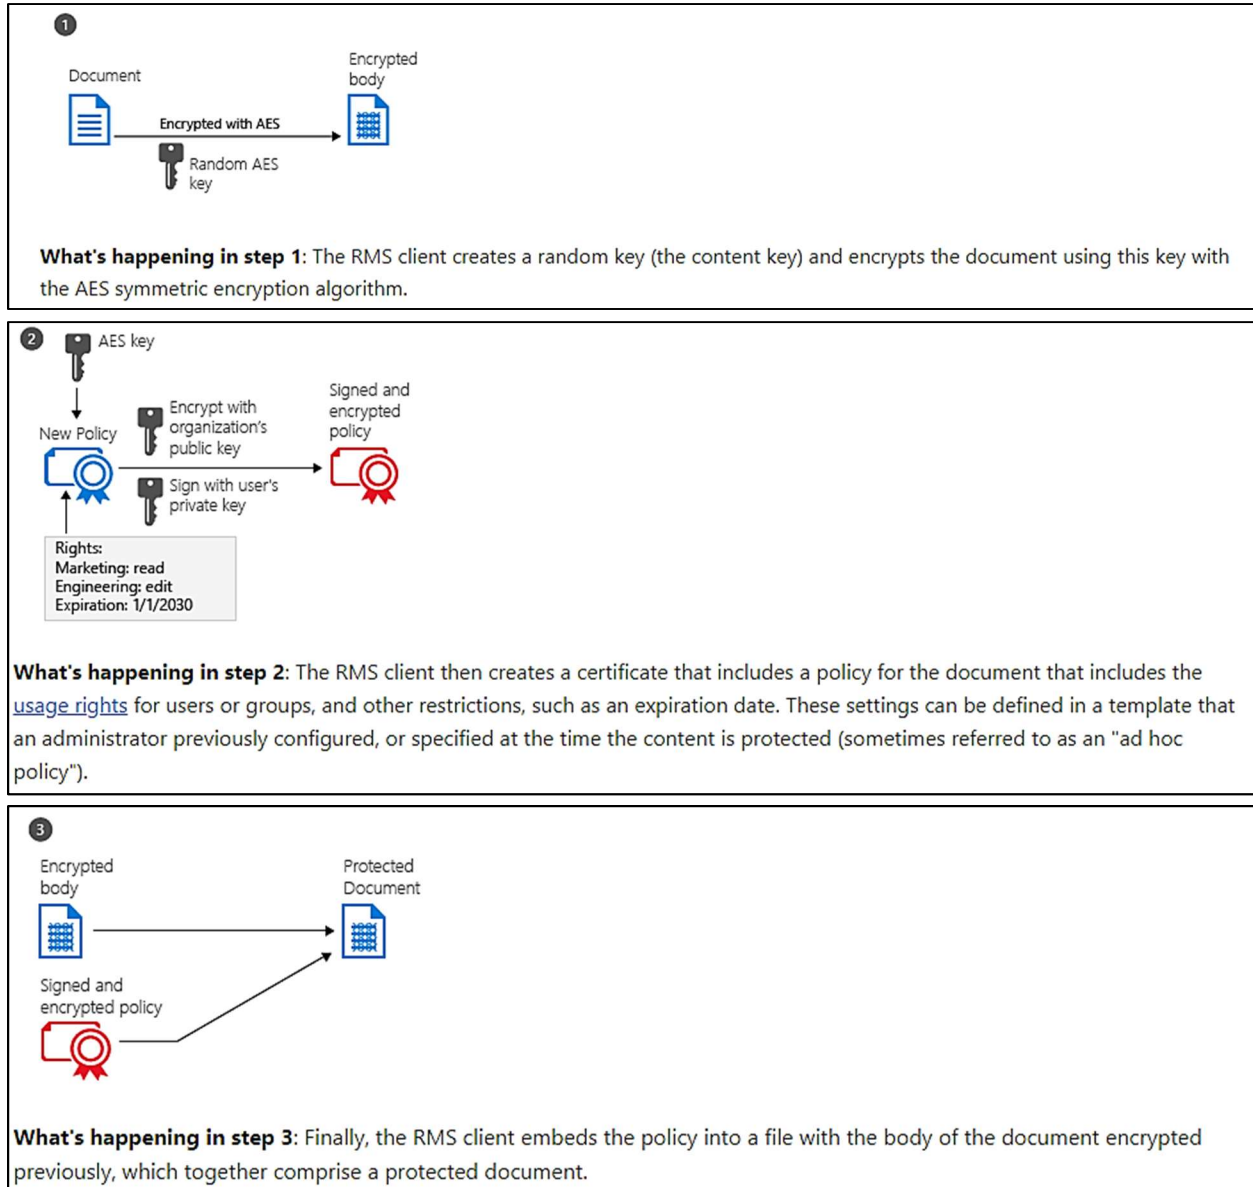 1
Document
Encrypted
body
Encrypted with AES
Random AES
key
What's happening in step 1: The RMS client creates a random key (the content key) and encrypts the document using this key with
the AES symmetric encryption algorithm.
2
AES key
New Policy
Encrypt with
organization's
public key
Sign with user's
private key
Signed and
encrypted
policy
Rights:
Marketing: read
Engineering: edit
Expiration: 1/1/2030
What's happening in step 2: The RMS client then creates a certificate that includes a policy for the document that includes the
usage rights for users or groups, and other restrictions, such as an expiration date. These settings can be defined in a template that
an administrator previously configured, or specified at the time the content is protected (sometimes referred to as an "ad hoc
policy").
3
Encrypted
body
Protected
Document
Signed and
encrypted policy
What's happening in step 3: Finally, the RMS client embeds the policy into a file with the body of the document encrypted
previously, which together comprise a protected document.